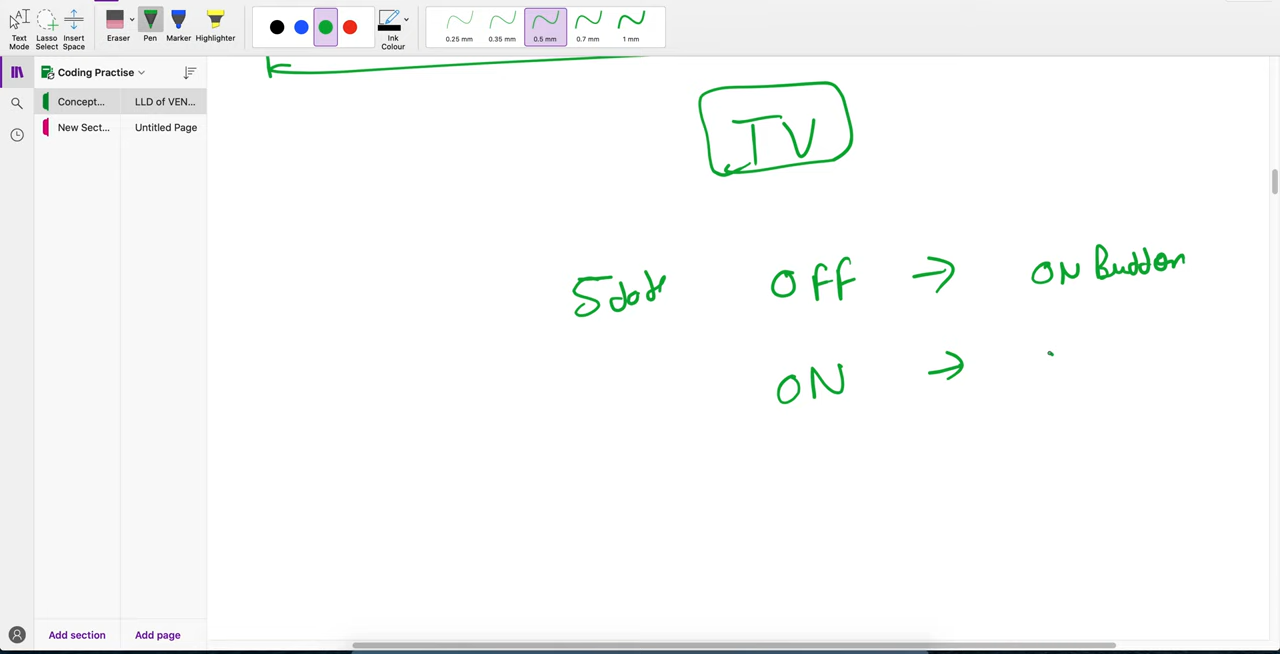 Text Mode
Lasso Select
Insert Space
Eraser
Pen
Marker
Highlighter
Ink Colour
0.25 mm
0.35 mm
0.5 mm
0.7 mm
1 mm
Coding Practise
Concept... LLD of VEN...
New Sect... Untitled Page
TV
State OFF → ON Button
ON →
Add section Add page